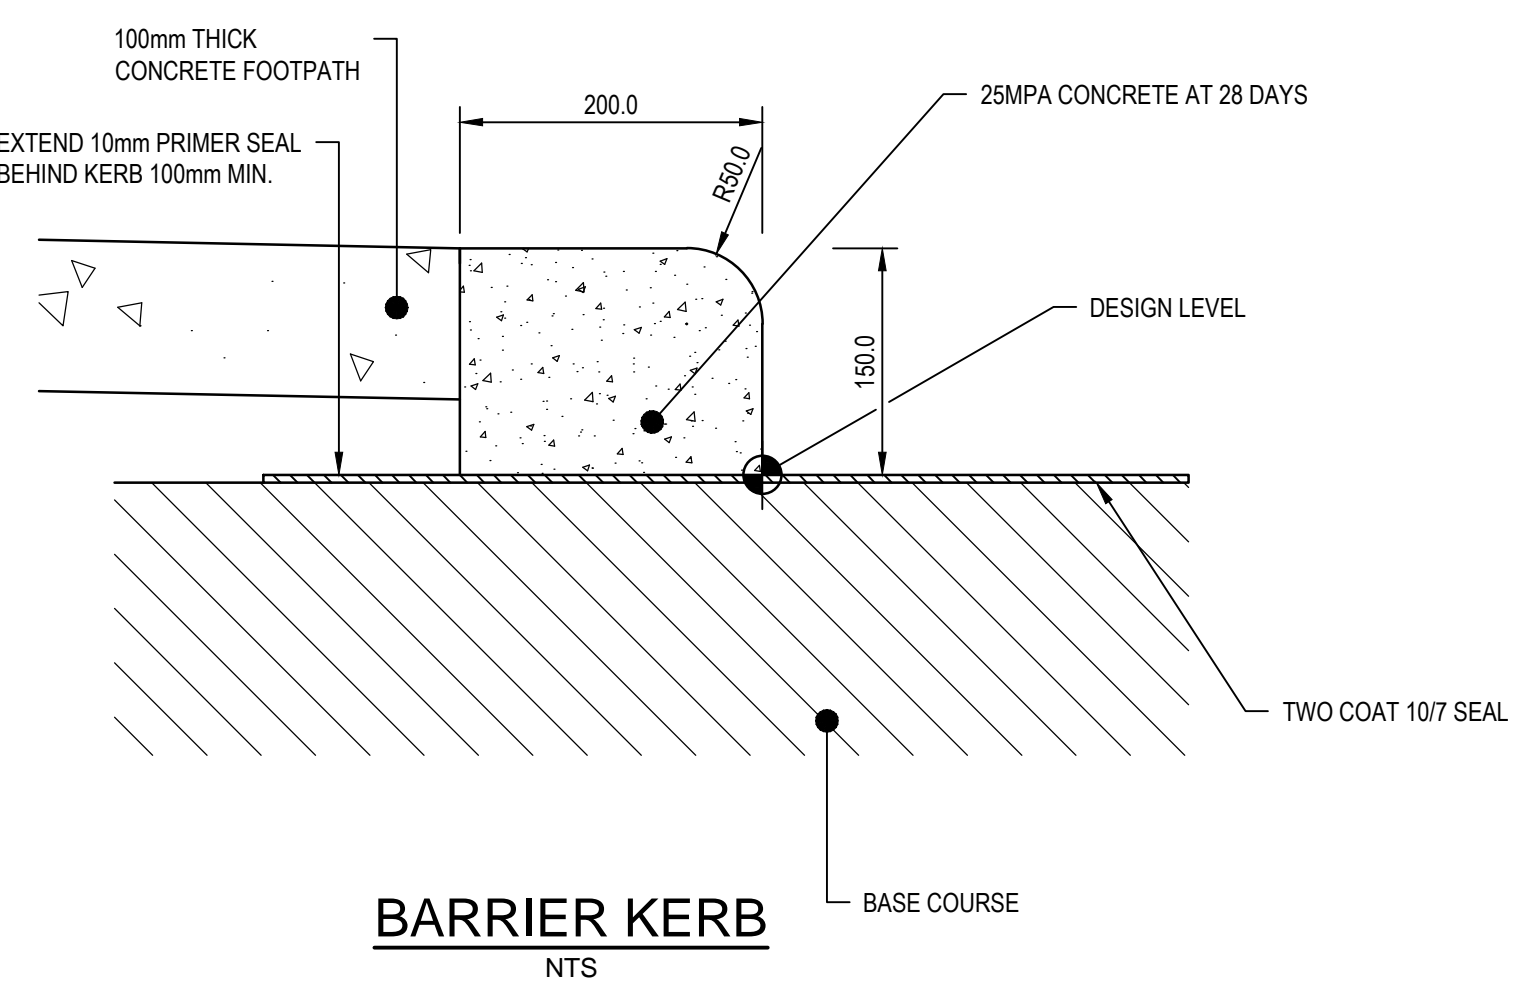 100mm THICK
CONCRETE FOOTPATH
EXTEND 10mm PRIMER SEAL
BEHIND KERB 100mm MIN.
200.0
R50.0
25MPA CONCRETE AT 28 DAYS
DESIGN LEVEL
150.0
TWO COAT 10/7 SEAL
BASE COURSE
BARRIER KERB
NTS